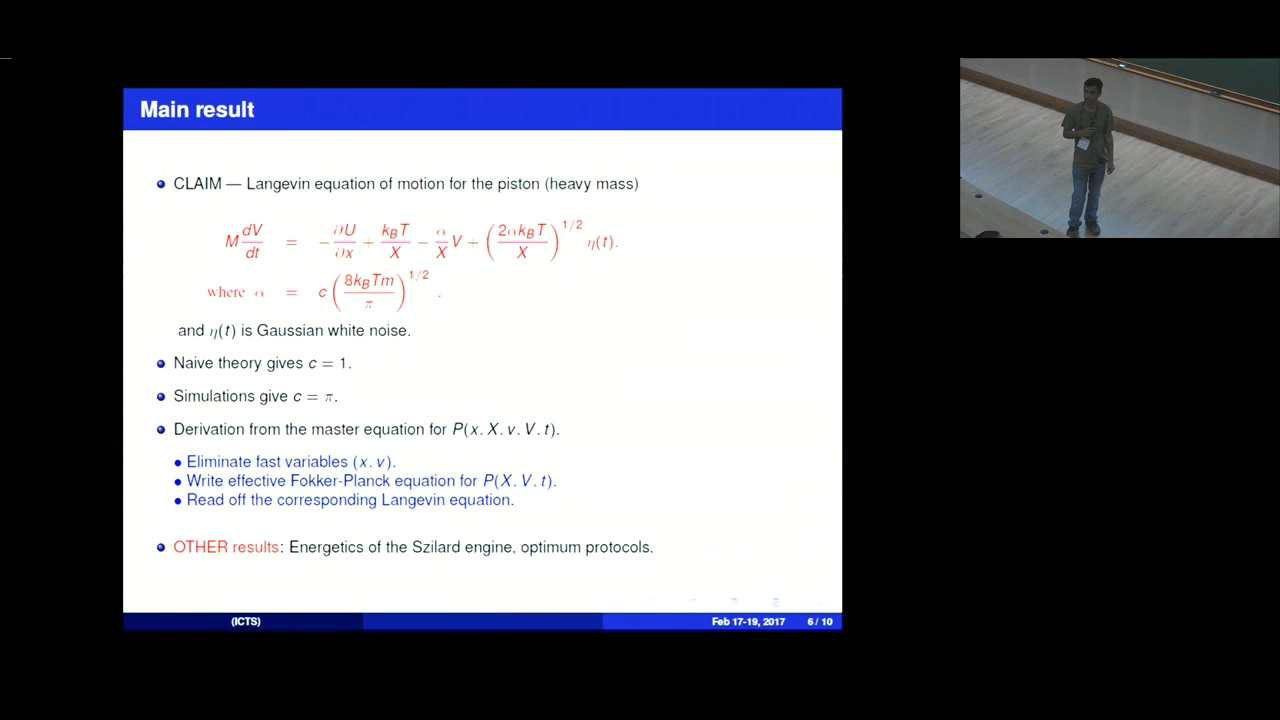 Main result
CLAIM — Langevin equation of motion for the piston (heavy mass)
M dV/dt = −∂U/∂x + k_BT/X − α/X V + (2αk_BT/X)^{1/2} η(t).
where α = c (8k_BTm/π)^{1/2} .
and η(t) is Gaussian white noise.
Naive theory gives c = 1.
Simulations give c = π.
Derivation from the master equation for P(x, X, v, V, t).
Eliminate fast variables (x, v).
Write effective Fokker-Planck equation for P(X, V, t).
Read off the corresponding Langevin equation.
OTHER results: Energetics of the Szilard engine, optimum protocols.
(ICTS) Feb 17-19, 2017 6 / 10